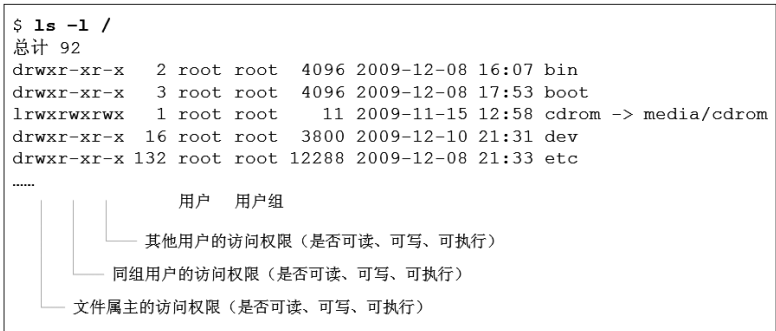 $ ls -l /
总计 92
drwxr-xr-x 2 root root 4096 2009-12-08 16:07 bin
drwxr-xr-x 3 root root 4096 2009-12-08 17:53 boot
lrwxrwxrwx 1 root root 11 2009-11-15 12:58 cdrom -> media/cdrom
drwxr-xr-x 16 root root 3800 2009-12-10 21:31 dev
drwxr-xr-x 132 root root 12288 2009-12-08 21:33 etc
……
用户 用户组
其他用户的访问权限（是否可读、可写、可执行）
同组用户的访问权限（是否可读、可写、可执行）
文件属主的访问权限（是否可读、可写、可执行）